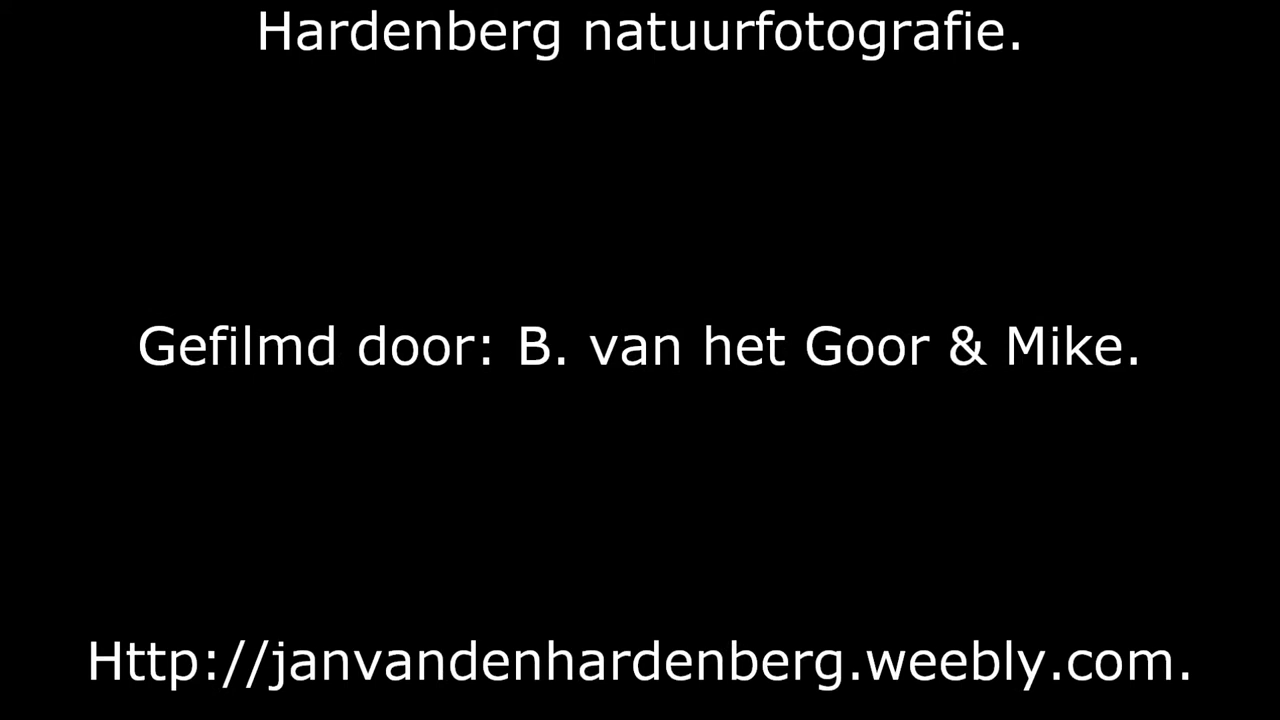 Hardenberg natuurfotografie.
Gefilmd door: B. van het Goor & Mike.
Http://janvandenhardenberg.weebly.com.